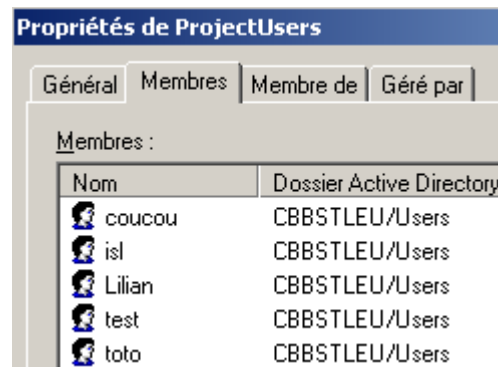 Propriétés de ProjectUsers
Général Membres Membre de Géré par
Membres :
Nom Dossier Active Directory
coucou CBBSTLEU/Users
isl CBBSTLEU/Users
Lilian CBBSTLEU/Users
test CBBSTLEU/Users
toto CBBSTLEU/Users